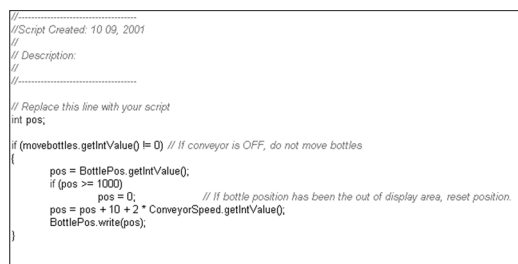 //------------------------------------
//Script Created: 10 09, 2001
//
// Description:
//
//------------------------------------
// Replace this line with your script
int pos;
if (movebottles.getIntValue() != 0) // If conveyor is OFF, do not move bottles
{
pos = BottlePos.getIntValue();
if (pos >= 1000)
pos = 0; // If bottle position has been the out of display area, reset position.
pos = pos + 10 + 2 * ConveyorSpeed.getIntValue();
BottlePos.write(pos);
}